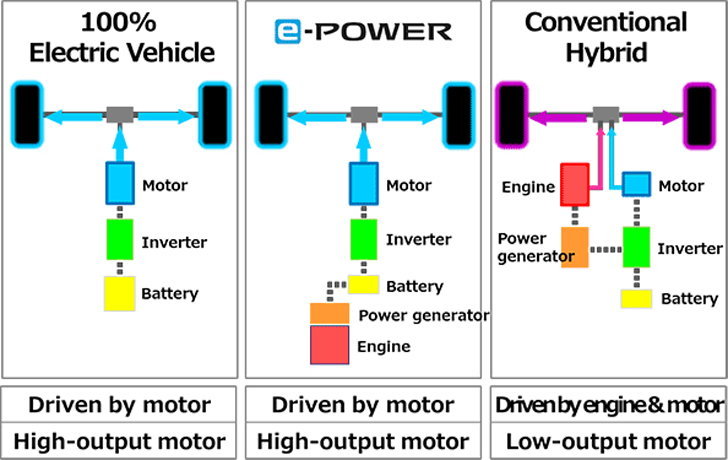 100%
Electric Vehicle
Motor
Inverter
Battery
Driven by motor
High-output motor
e-POWER
Motor
Inverter
Battery
Power generator
Engine
Driven by motor
High-output motor
Conventional
Hybrid
Engine
Motor
Power
generator
Inverter
Battery
Driven by engine & motor
Low-output motor